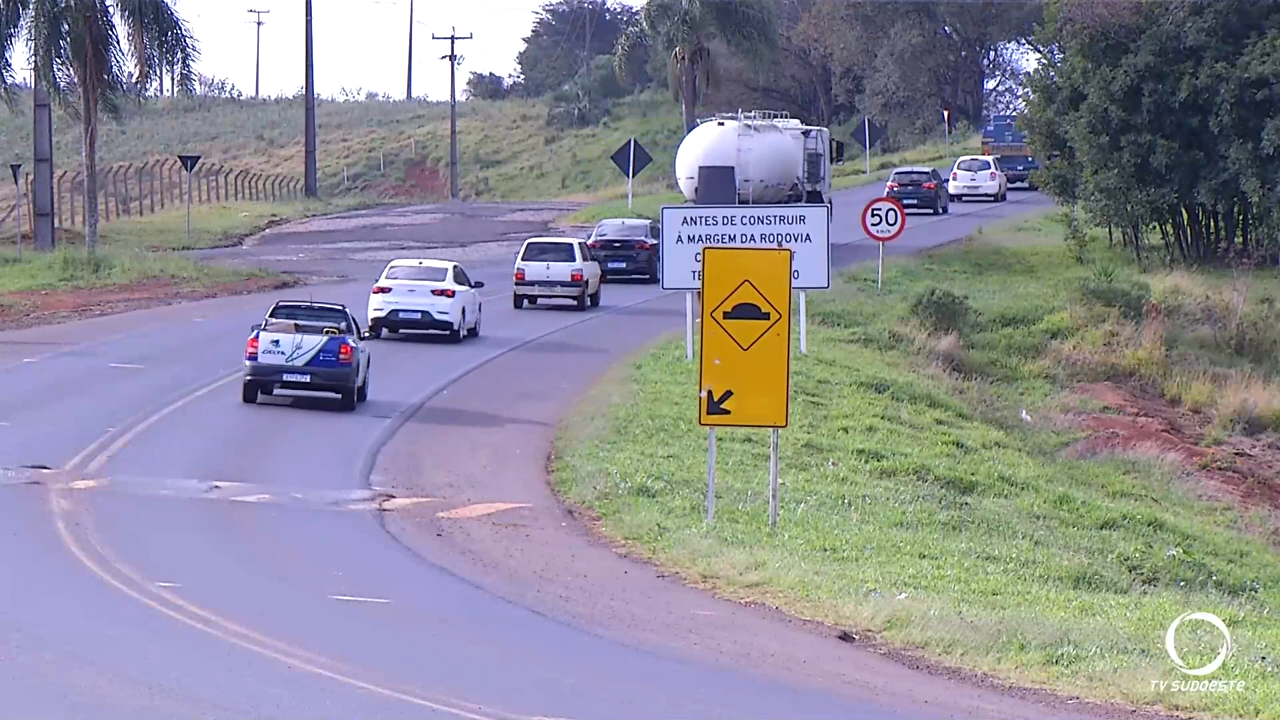 ANTES DE CONSTRUIR
À MARGEM DA RODOVIA
50
km/h
DELTA
TV SUDOESTE